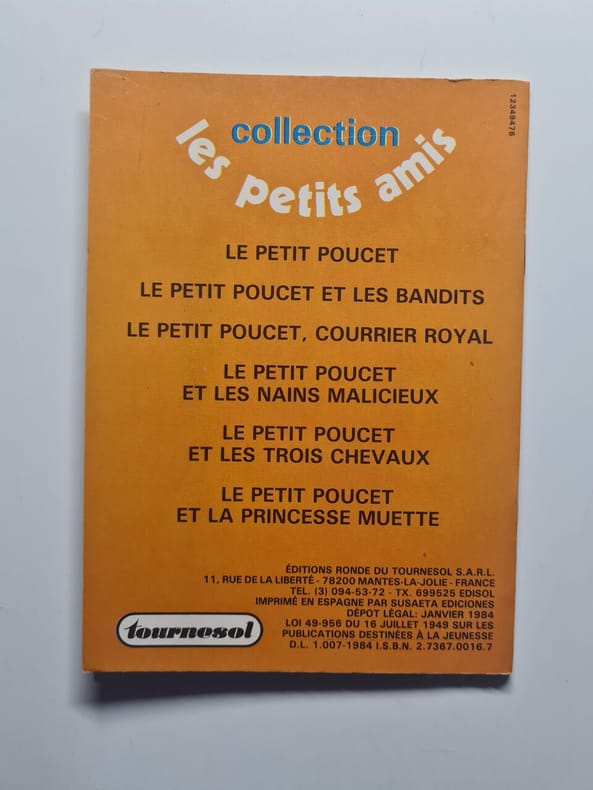 12349476
collection
les petits amis
LE PETIT POUCET
LE PETIT POUCET ET LES BANDITS
LE PETIT POUCET, COURRIER ROYAL
LE PETIT POUCET
ET LES NAINS MALICIEUX
LE PETIT POUCET
ET LES TROIS CHEVAUX
LE PETIT POUCET
ET LA PRINCESSE MUETTE
ÉDITIONS RONDE DU TOURNESOL S.A.R.L.
11, RUE DE LA LIBERTÉ - 78200 MANTES-LA-JOLIE - FRANCE
TEL. (3) 094-53-72 - TX. 699525 EDISOL
IMPRIMÉ EN ESPAGNE PAR SUSAETA EDICIONES
DÉPOT LÉGAL: JANVIER 1984
LOI 49-956 DU 16 JUILLET 1949 SUR LES
PUBLICATIONS DESTINÉES À LA JEUNESSE
D.L. 1.007-1984 I.S.B.N. 2.7367.0016.7
tournesol